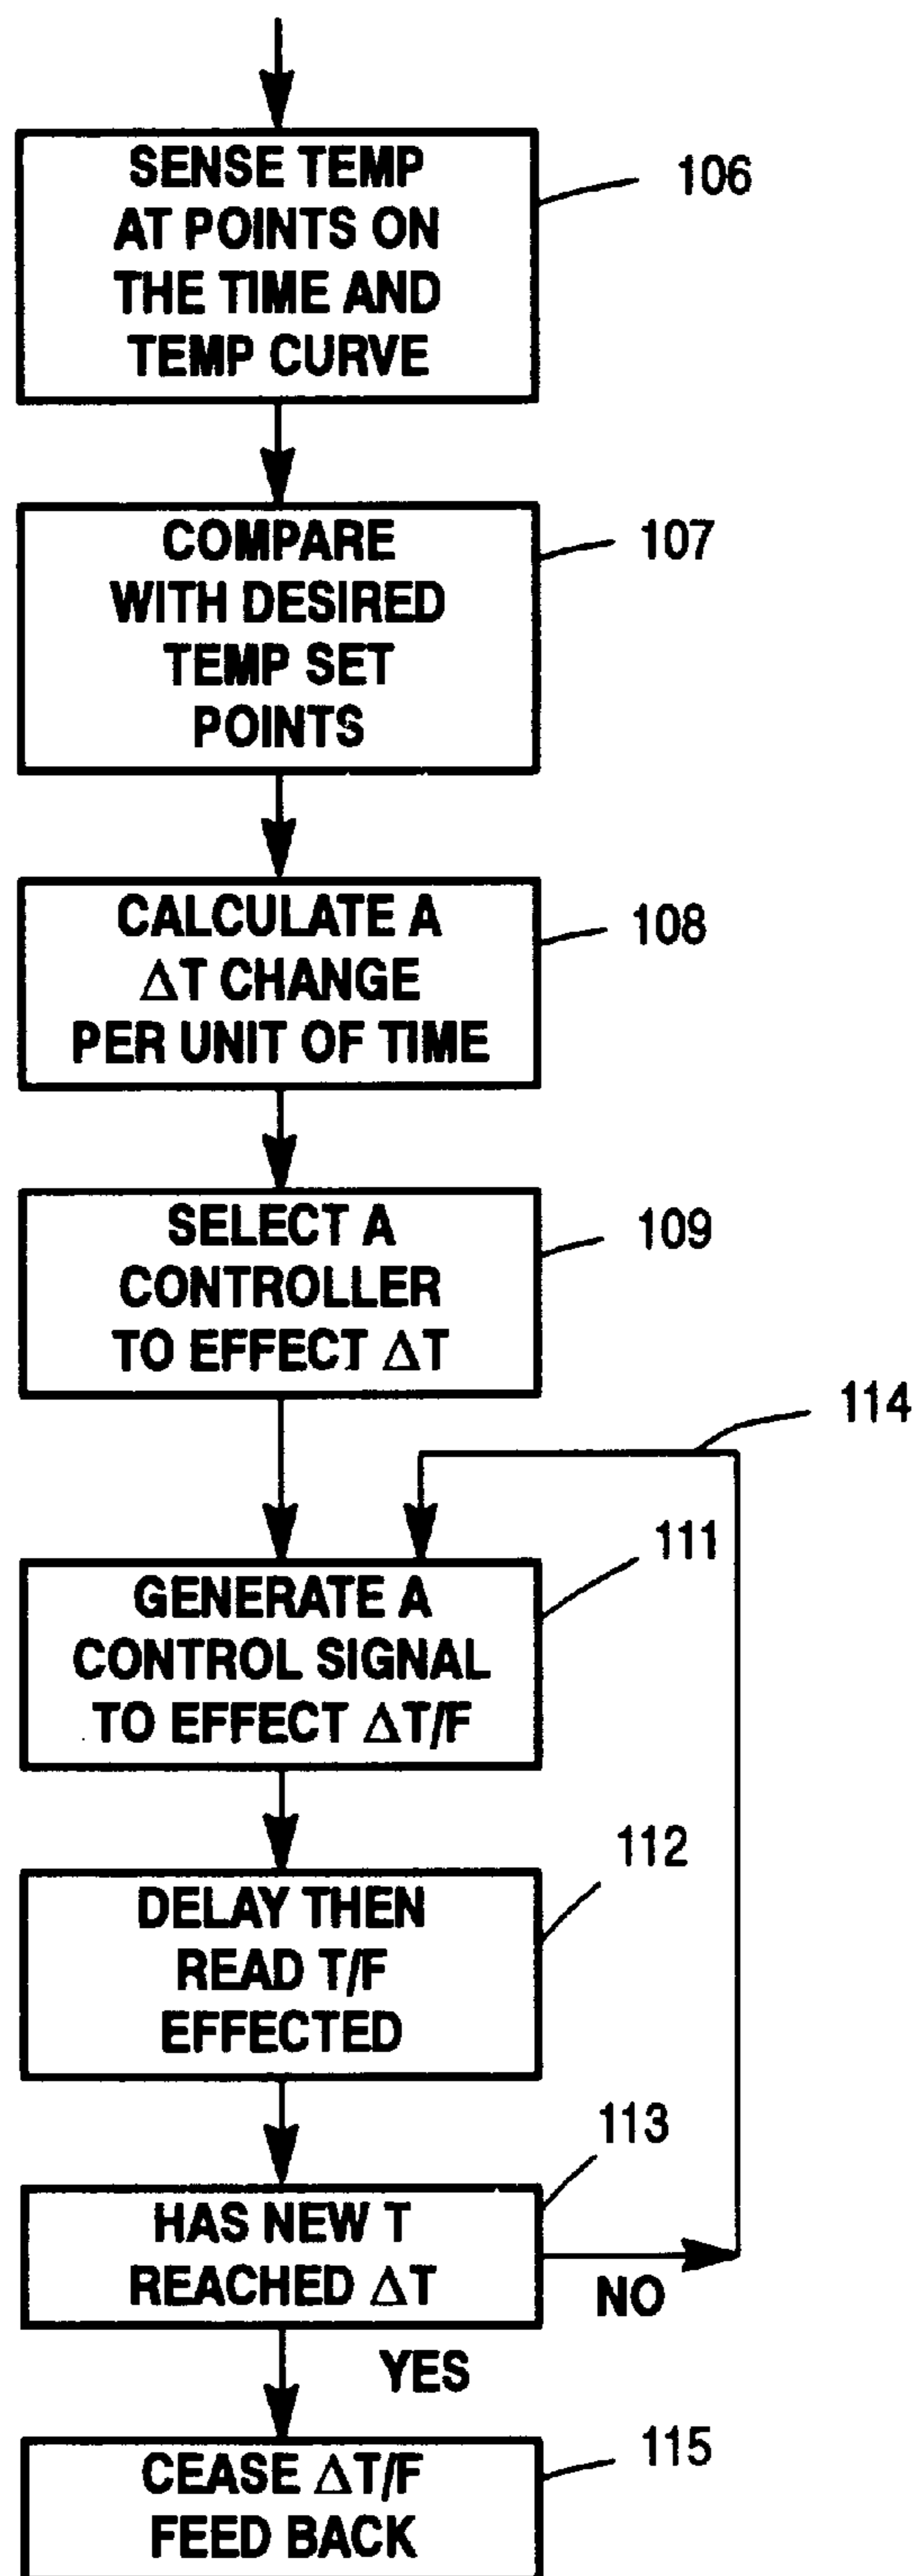 SENSE TEMP
AT POINTS ON
THE TIME AND
TEMP CURVE
106
COMPARE
WITH DESIRED
TEMP SET
POINTS
107
CALCULATE A
ΔT CHANGE
PER UNIT OF TIME
108
SELECT A
CONTROLLER
TO EFFECT ΔT
109
114
GENERATE A
CONTROL SIGNAL
TO EFFECT ΔT/F
111
DELAY THEN
READ T/F
EFFECTED
112
HAS NEW T
REACHED ΔT
113
NO
YES
CEASE ΔT/F
FEED BACK
115